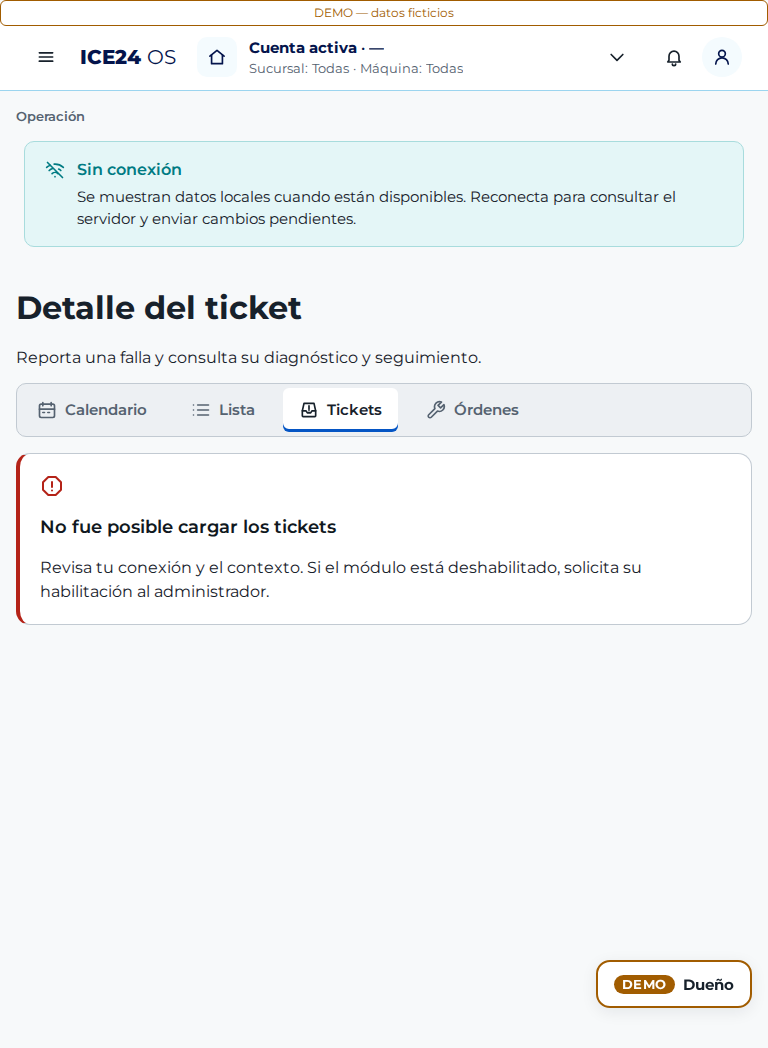 DEMO — datos ficticios
ICE24 OS
Cuenta activa · —
Sucursal: Todas · Máquina: Todas
Operación
Sin conexión
Se muestran datos locales cuando están disponibles. Reconecta para consultar el
servidor y enviar cambios pendientes.
Detalle del ticket
Reporta una falla y consulta su diagnóstico y seguimiento.
Calendario Lista Tickets Órdenes
No fue posible cargar los tickets
Revisa tu conexión y el contexto. Si el módulo está deshabilitado, solicita su
habilitación al administrador.
DEMO Dueño